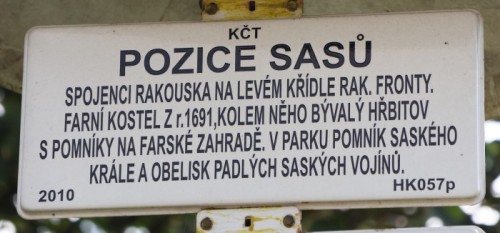 KČT
POZICE SASŮ
SPOJENCI RAKOUSKA NA LEVÉM KŘÍDLE RAK. FRONTY.
FARNÍ KOSTEL Z r.1691,KOLEM NĚHO BÝVALÝ HŘBITOV
S POMNÍKY NA FARSKÉ ZAHRADĚ. V PARKU POMNÍK SASKÉHO
KRÁLE A OBELISK PADLÝCH SASKÝCH VOJÍNŮ.
2010 HK057p